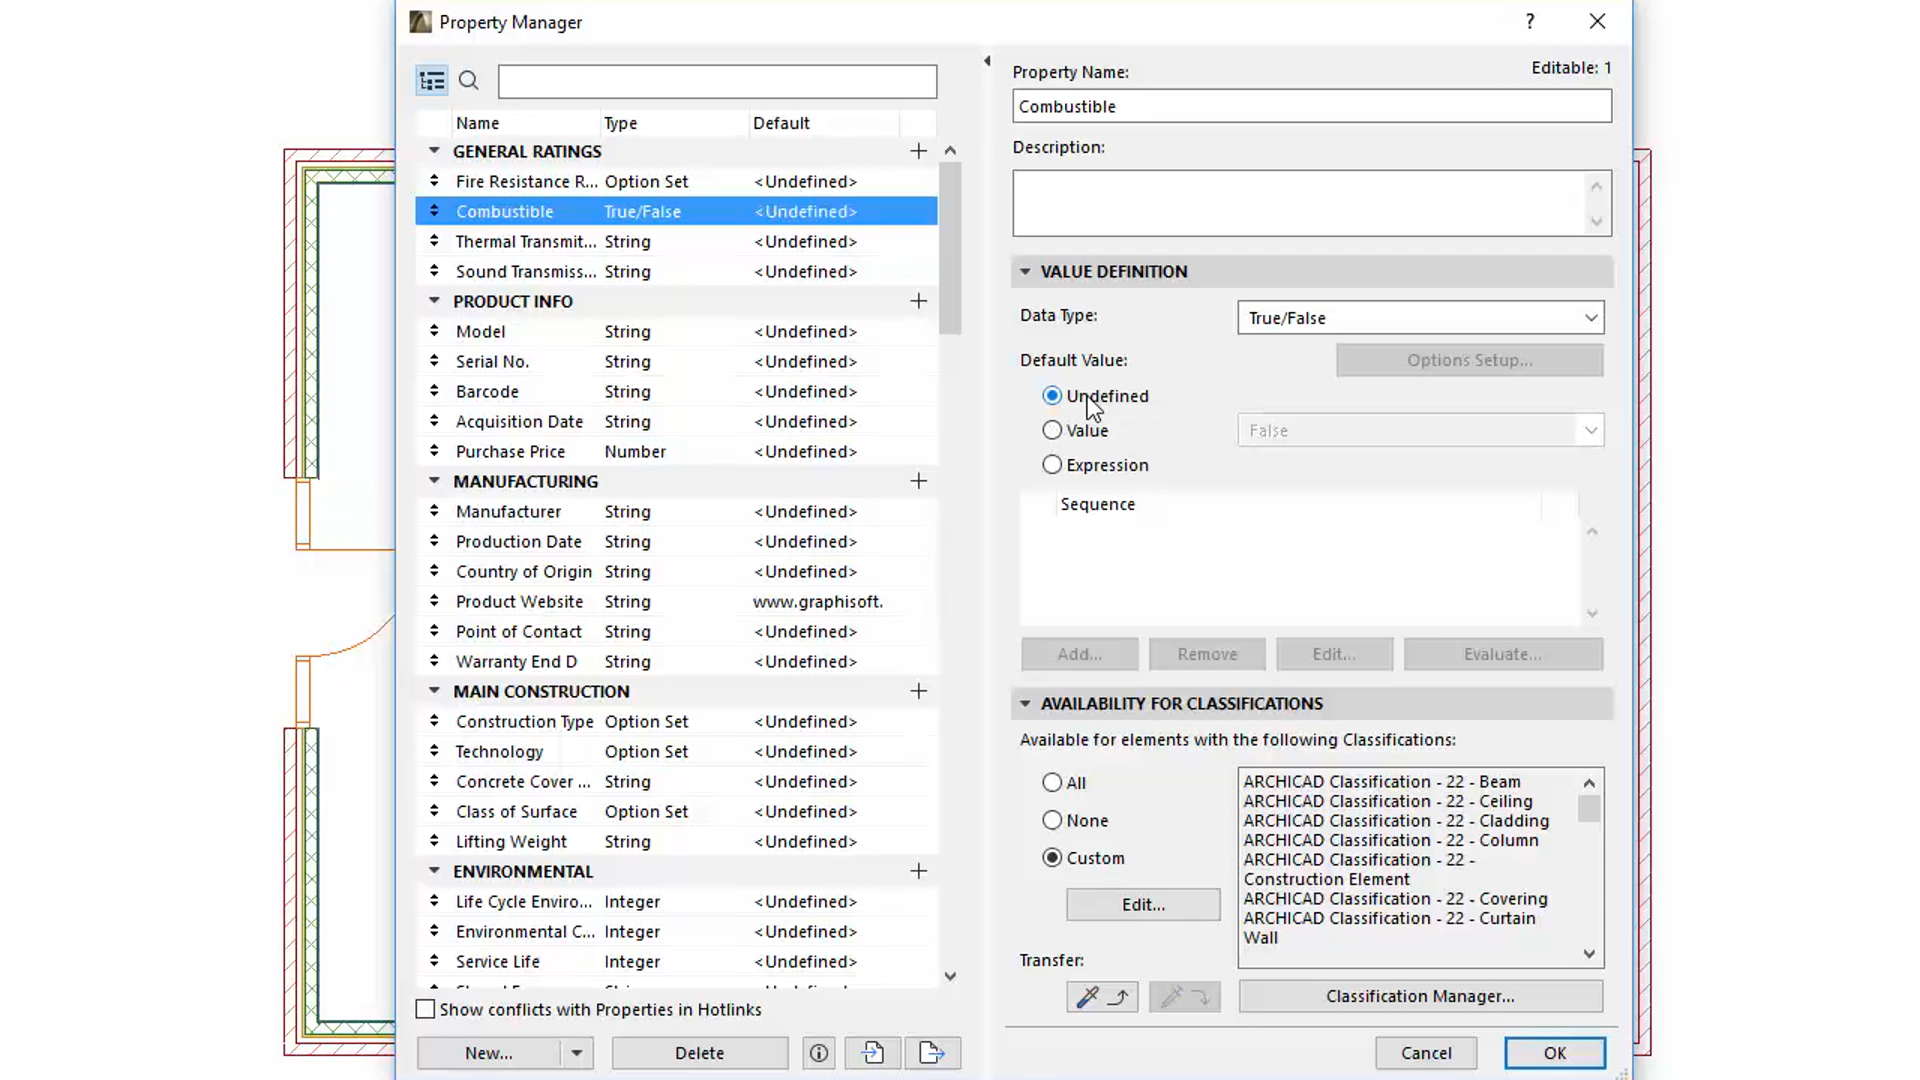 Property Manager
?
Name Type Default
GENERAL RATINGS
Fire Resistance R... Option Set <Undefined>
Combustible True/False <Undefined>
Thermal Transmit... String <Undefined>
Sound Transmiss... String <Undefined>
PRODUCT INFO
Model String <Undefined>
Serial No. String <Undefined>
Barcode String <Undefined>
Acquisition Date String <Undefined>
Purchase Price Number <Undefined>
MANUFACTURING
Manufacturer String <Undefined>
Production Date String <Undefined>
Country of Origin String <Undefined>
Product Website String www.graphisoft.
Point of Contact String <Undefined>
Warranty End D String <Undefined>
MAIN CONSTRUCTION
Construction Type Option Set <Undefined>
Technology Option Set <Undefined>
Concrete Cover ... String <Undefined>
Class of Surface Option Set <Undefined>
Lifting Weight String <Undefined>
ENVIRONMENTAL
Life Cycle Enviro... Integer <Undefined>
Environmental C... Integer <Undefined>
Service Life Integer <Undefined>
Show conflicts with Properties in Hotlinks
New... Delete
Property Name: Editable: 1
Combustible
Description:
VALUE DEFINITION
Data Type: True/False
Default Value: Options Setup...
Undefined
Value False
Expression
Sequence
Add... Remove Edit... Evaluate...
AVAILABILITY FOR CLASSIFICATIONS
Available for elements with the following Classifications:
All
None
Custom
Edit...
ARCHICAD Classification - 22 - Beam
ARCHICAD Classification - 22 - Ceiling
ARCHICAD Classification - 22 - Cladding
ARCHICAD Classification - 22 - Column
ARCHICAD Classification - 22 -
Construction Element
ARCHICAD Classification - 22 - Covering
ARCHICAD Classification - 22 - Curtain
Wall
Transfer:
Classification Manager...
Cancel OK